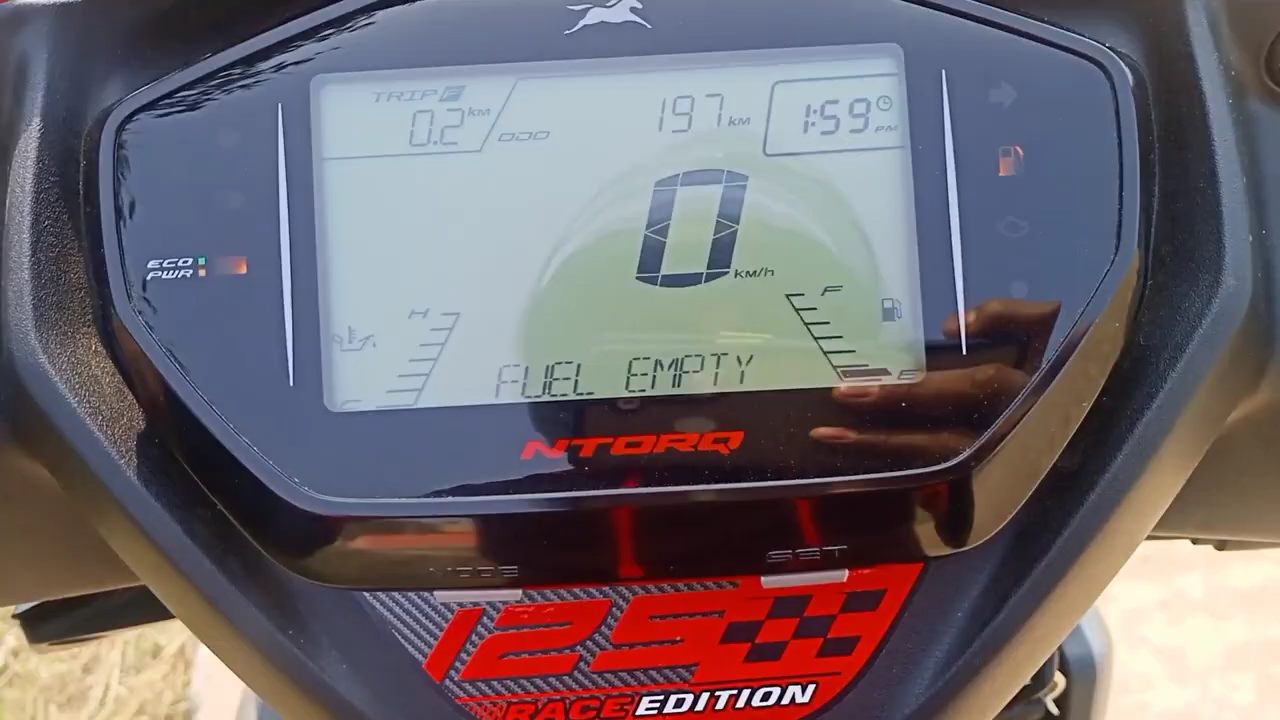 TRIP F
0.2 KM
ODO 197 KM
1:59 PM
ECO
PWR
0 KM/H
H
F
C
E
FUEL EMPTY
NTORQ
MODE
SET
125
RACE EDITION